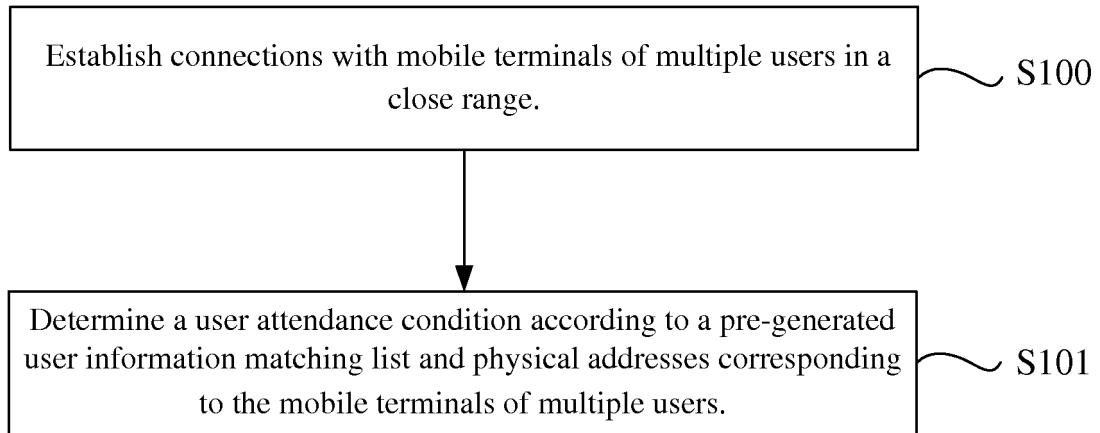 Establish connections with mobile terminals of multiple users in a
close range.
S100
Determine a user attendance condition according to a pre-generated
user information matching list and physical addresses corresponding
to the mobile terminals of multiple users.
S101